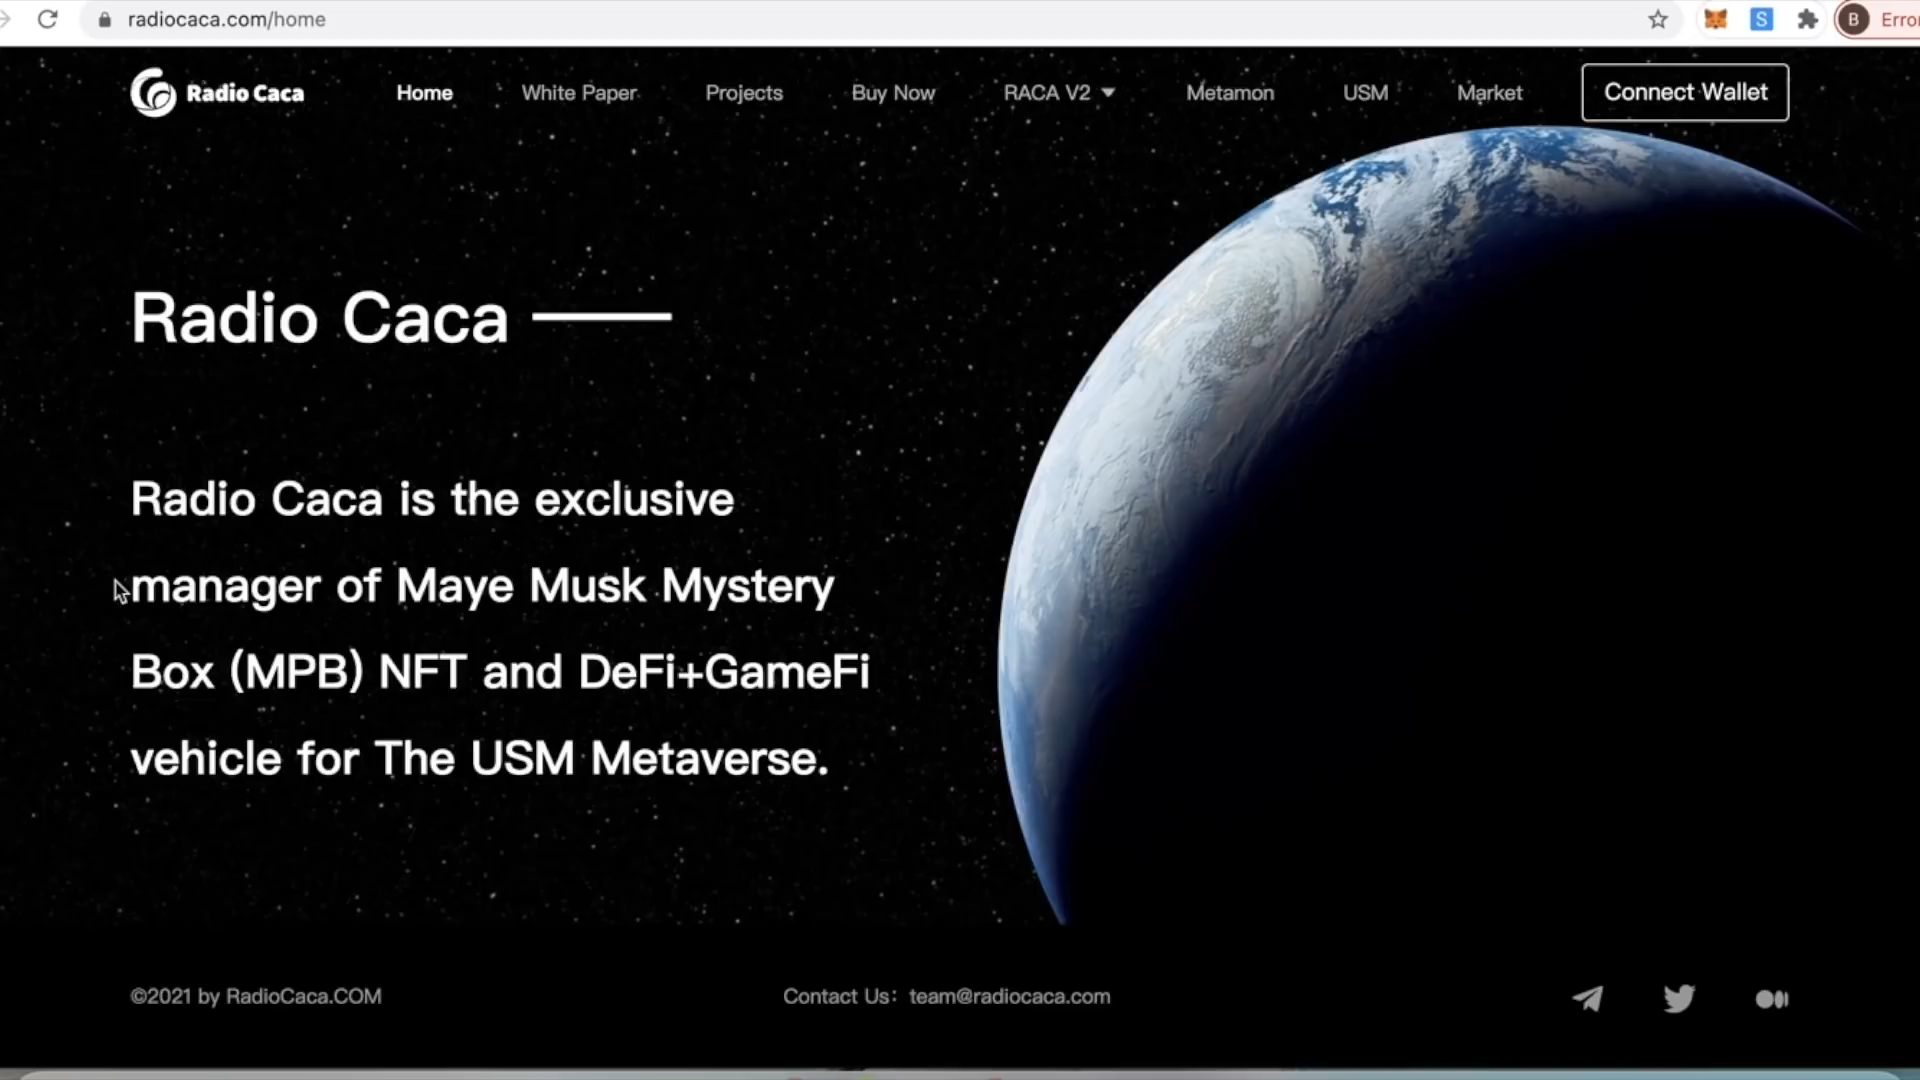 radiocaca.com/home
S
B
Error
Radio Caca
Home
White Paper
Projects
Buy Now
RACA V2
Metamon
USM
Market
Connect Wallet
Radio Caca
Radio Caca is the exclusive
manager of Maye Musk Mystery
Box (MPB) NFT and DeFi+GameFi
vehicle for The USM Metaverse.
©2021 by RadioCaca.COM
Contact Us: team@radiocaca.com